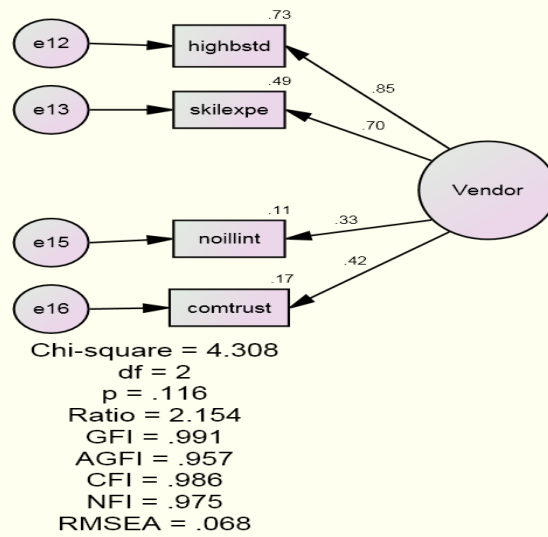 .73
e12
highbstd
.49
.85
e13
skilexpe
.70
Vendor
.11
.33
e15
noillint
.17
.42
e16
comtrust
Chi-square = 4.308
df = 2
p = .116
Ratio = 2.154
GFI = .991
AGFI = .957
CFI = .986
NFI = .975
RMSEA = .068